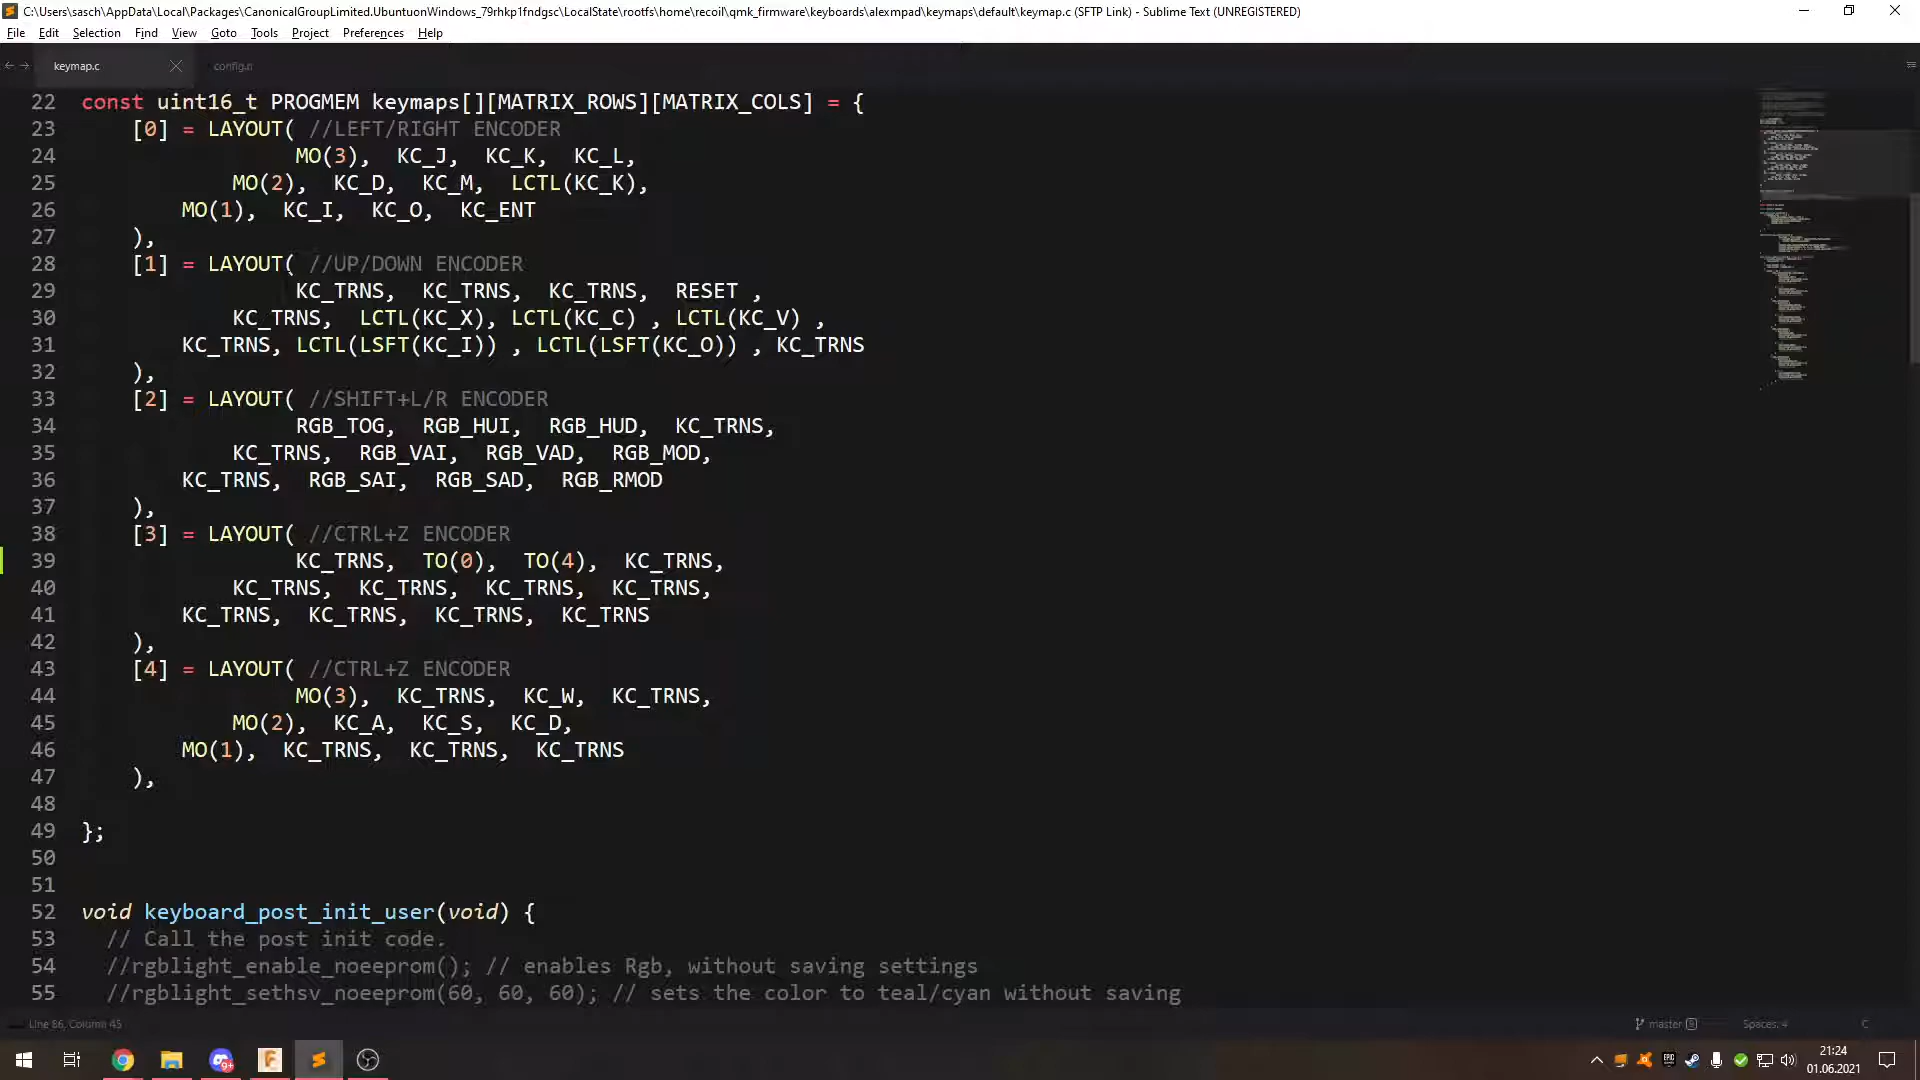 C:\Users\sasch\AppData\Local\Packages\CanonicalGroupLimited.UbuntuonWindows_79rhkp1fndgsc\LocalState\rootfs\home\recoil\qmk_firmware\keyboards\alexmpad\keymaps\default\keymap.c (SFTP Link) - Sublime Text (UNREGISTERED)
File Edit Selection Find View Goto Tools Project Preferences Help
keymap.c config.h
22 const uint16_t PROGMEM keymaps[][MATRIX_ROWS][MATRIX_COLS] = {
23 [0] = LAYOUT( //LEFT/RIGHT ENCODER
24 MO(3), KC_J, KC_K, KC_L,
25 MO(2), KC_D, KC_M, LCTL(KC_K),
26 MO(1), KC_I, KC_O, KC_ENT
27 ),
28 [1] = LAYOUT( //UP/DOWN ENCODER
29 KC_TRNS, KC_TRNS, KC_TRNS, RESET ,
30 KC_TRNS, LCTL(KC_X), LCTL(KC_C) , LCTL(KC_V) ,
31 KC_TRNS, LCTL(LSFT(KC_I)) , LCTL(LSFT(KC_O)) , KC_TRNS
32 ),
33 [2] = LAYOUT( //SHIFT+L/R ENCODER
34 RGB_TOG, RGB_HUI, RGB_HUD, KC_TRNS,
35 KC_TRNS, RGB_VAI, RGB_VAD, RGB_MOD,
36 KC_TRNS, RGB_SAI, RGB_SAD, RGB_RMOD
37 ),
38 [3] = LAYOUT( //CTRL+Z ENCODER
39 KC_TRNS, TO(0), TO(4), KC_TRNS,
40 KC_TRNS, KC_TRNS, KC_TRNS, KC_TRNS,
41 KC_TRNS, KC_TRNS, KC_TRNS, KC_TRNS
42 ),
43 [4] = LAYOUT( //CTRL+Z ENCODER
44 MO(3), KC_TRNS, KC_W, KC_TRNS,
45 MO(2), KC_A, KC_S, KC_D,
46 MO(1), KC_TRNS, KC_TRNS, KC_TRNS
47 ),
48
49 };
50
51
52 void keyboard_post_init_user(void) {
53 // Call the post init code.
54 //rgblight_enable_noeeprom(); // enables Rgb, without saving settings
55 //rgblight_sethsv_noeeprom(60, 60, 60); // sets the color to teal/cyan without saving
Line 86, Column 45 master 5 Spaces: 4 C
9+ EPIC 21:24
01.06.2021